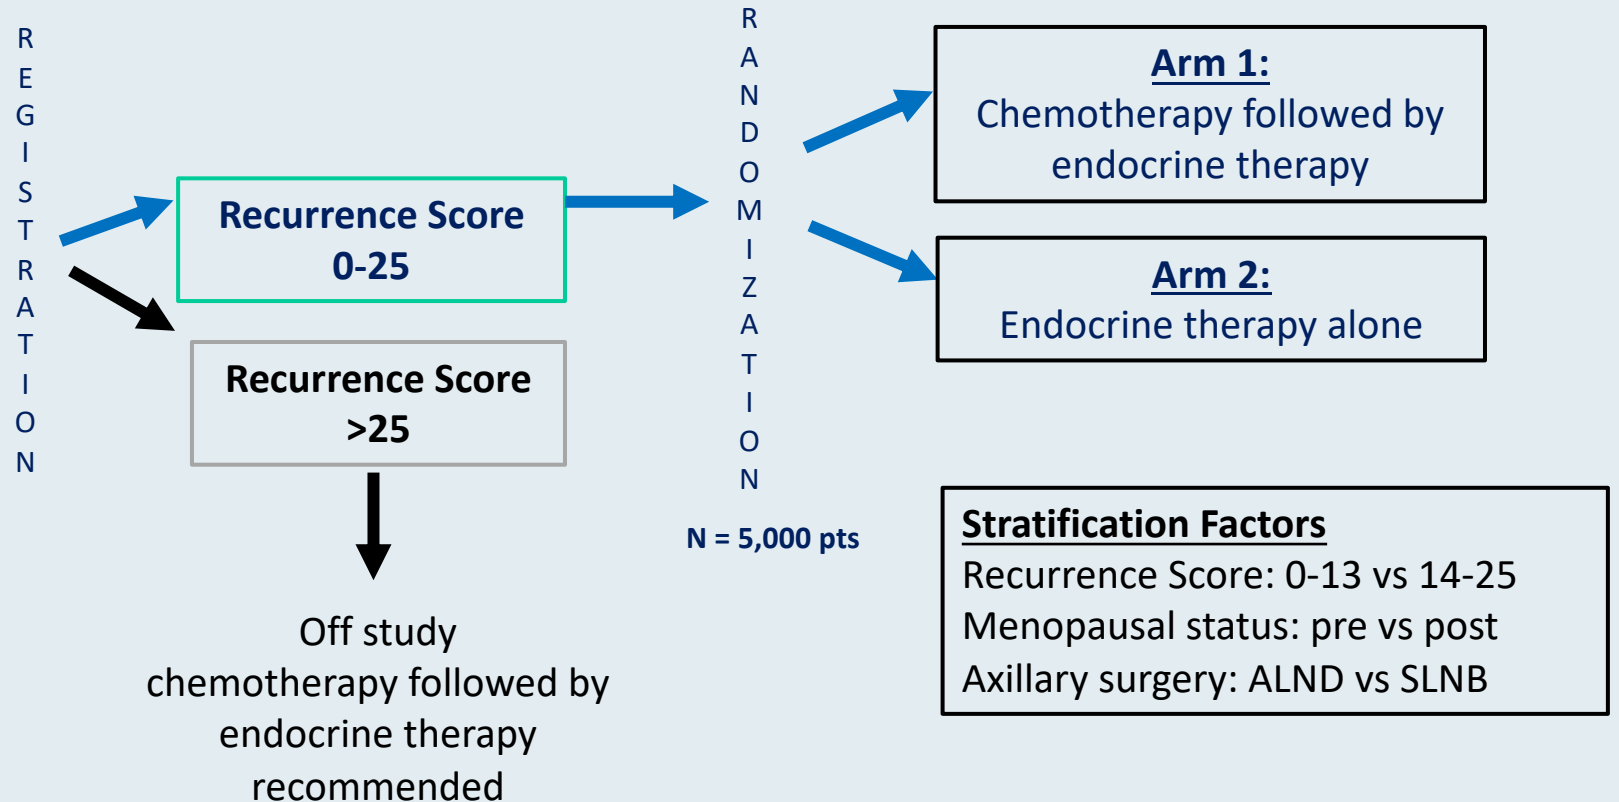 REGISTRATION
Recurrence Score
0-25
Recurrence Score
>25
Off study
chemotherapy followed by
endocrine therapy
recommended
RANDOMIZATION
N = 5,000 pts
Arm 1:
Chemotherapy followed by
endocrine therapy
Arm 2:
Endocrine therapy alone
Stratification Factors
Recurrence Score: 0-13 vs 14-25
Menopausal status: pre vs post
Axillary surgery: ALND vs SLNB